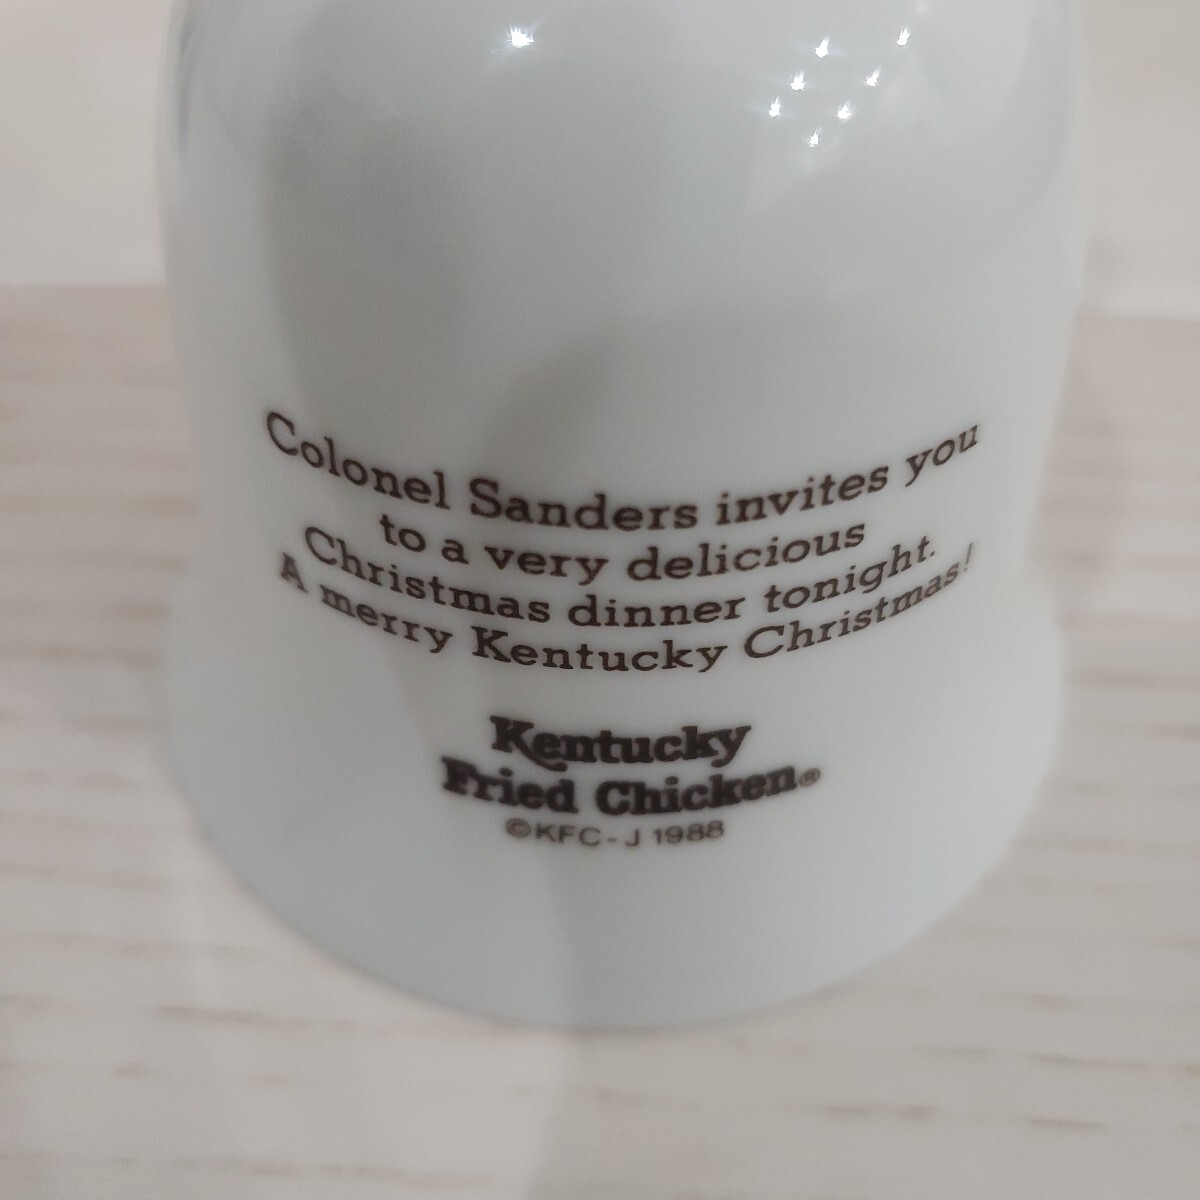 Colonel Sanders invites you
to a very delicious
Christmas dinner tonight.
A merry Kentucky Christmas!
Kentucky
Fried Chicken®
©KFC-J 1988